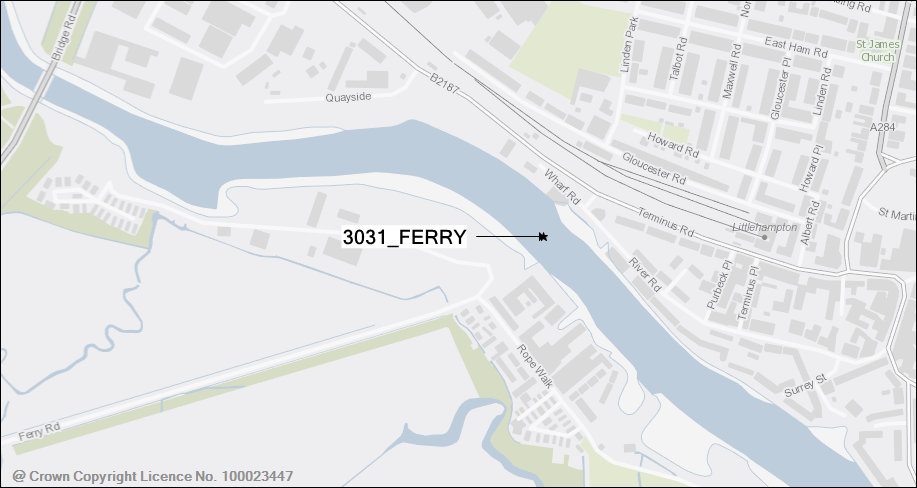 Bridge Rd
B2187
Quayside
Linden Park
Talbot Rd
Maxwell Rd
East Ham Rd
Gloucester Pl
Linden Rd
St James
Church
A284
Howard Rd
Gloucester Rd
Howard Pl
Wharf Rd
Terminus Rd
Littlehampton
Albert Rd
St Marti
3031_FERRY
River Rd
Purbeck Pl
Terminus Pl
Rope Walk
Surrey St
Ferry Rd
@ Crown Copyright Licence No. 100023447